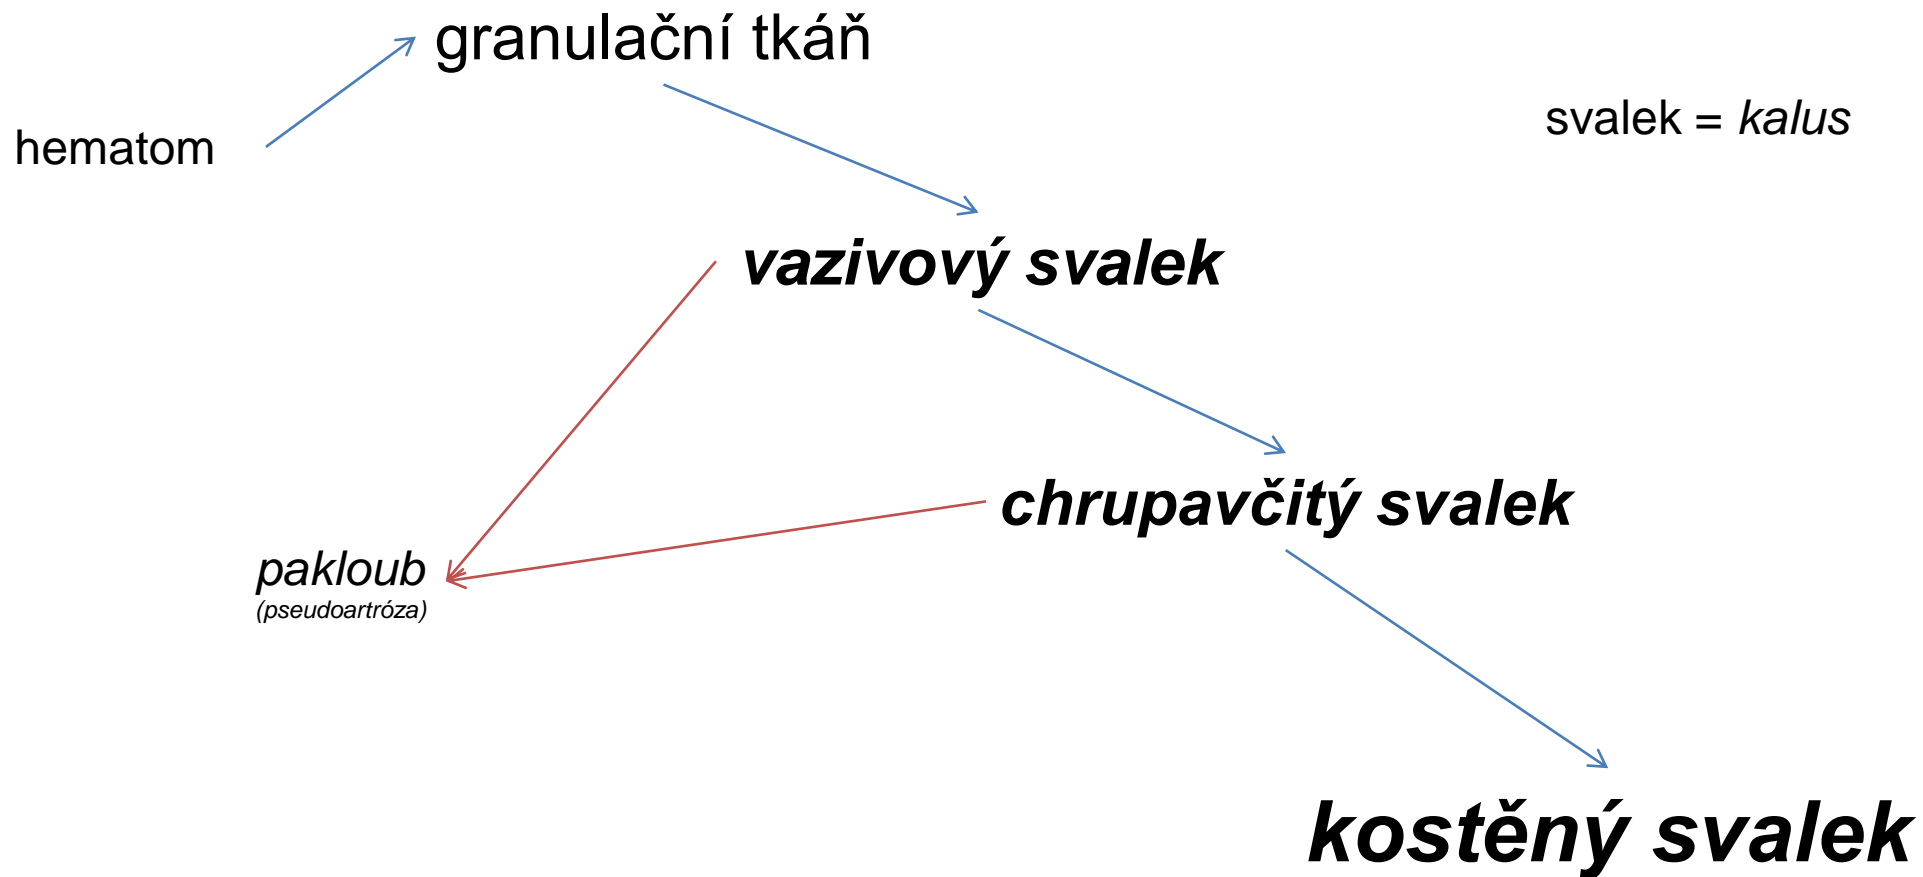 granulační tkáň
hematom
svalek = kalus
vazivový svalek
chrupavčitý svalek
pakloub
(pseudoartróza)
kostěný svalek